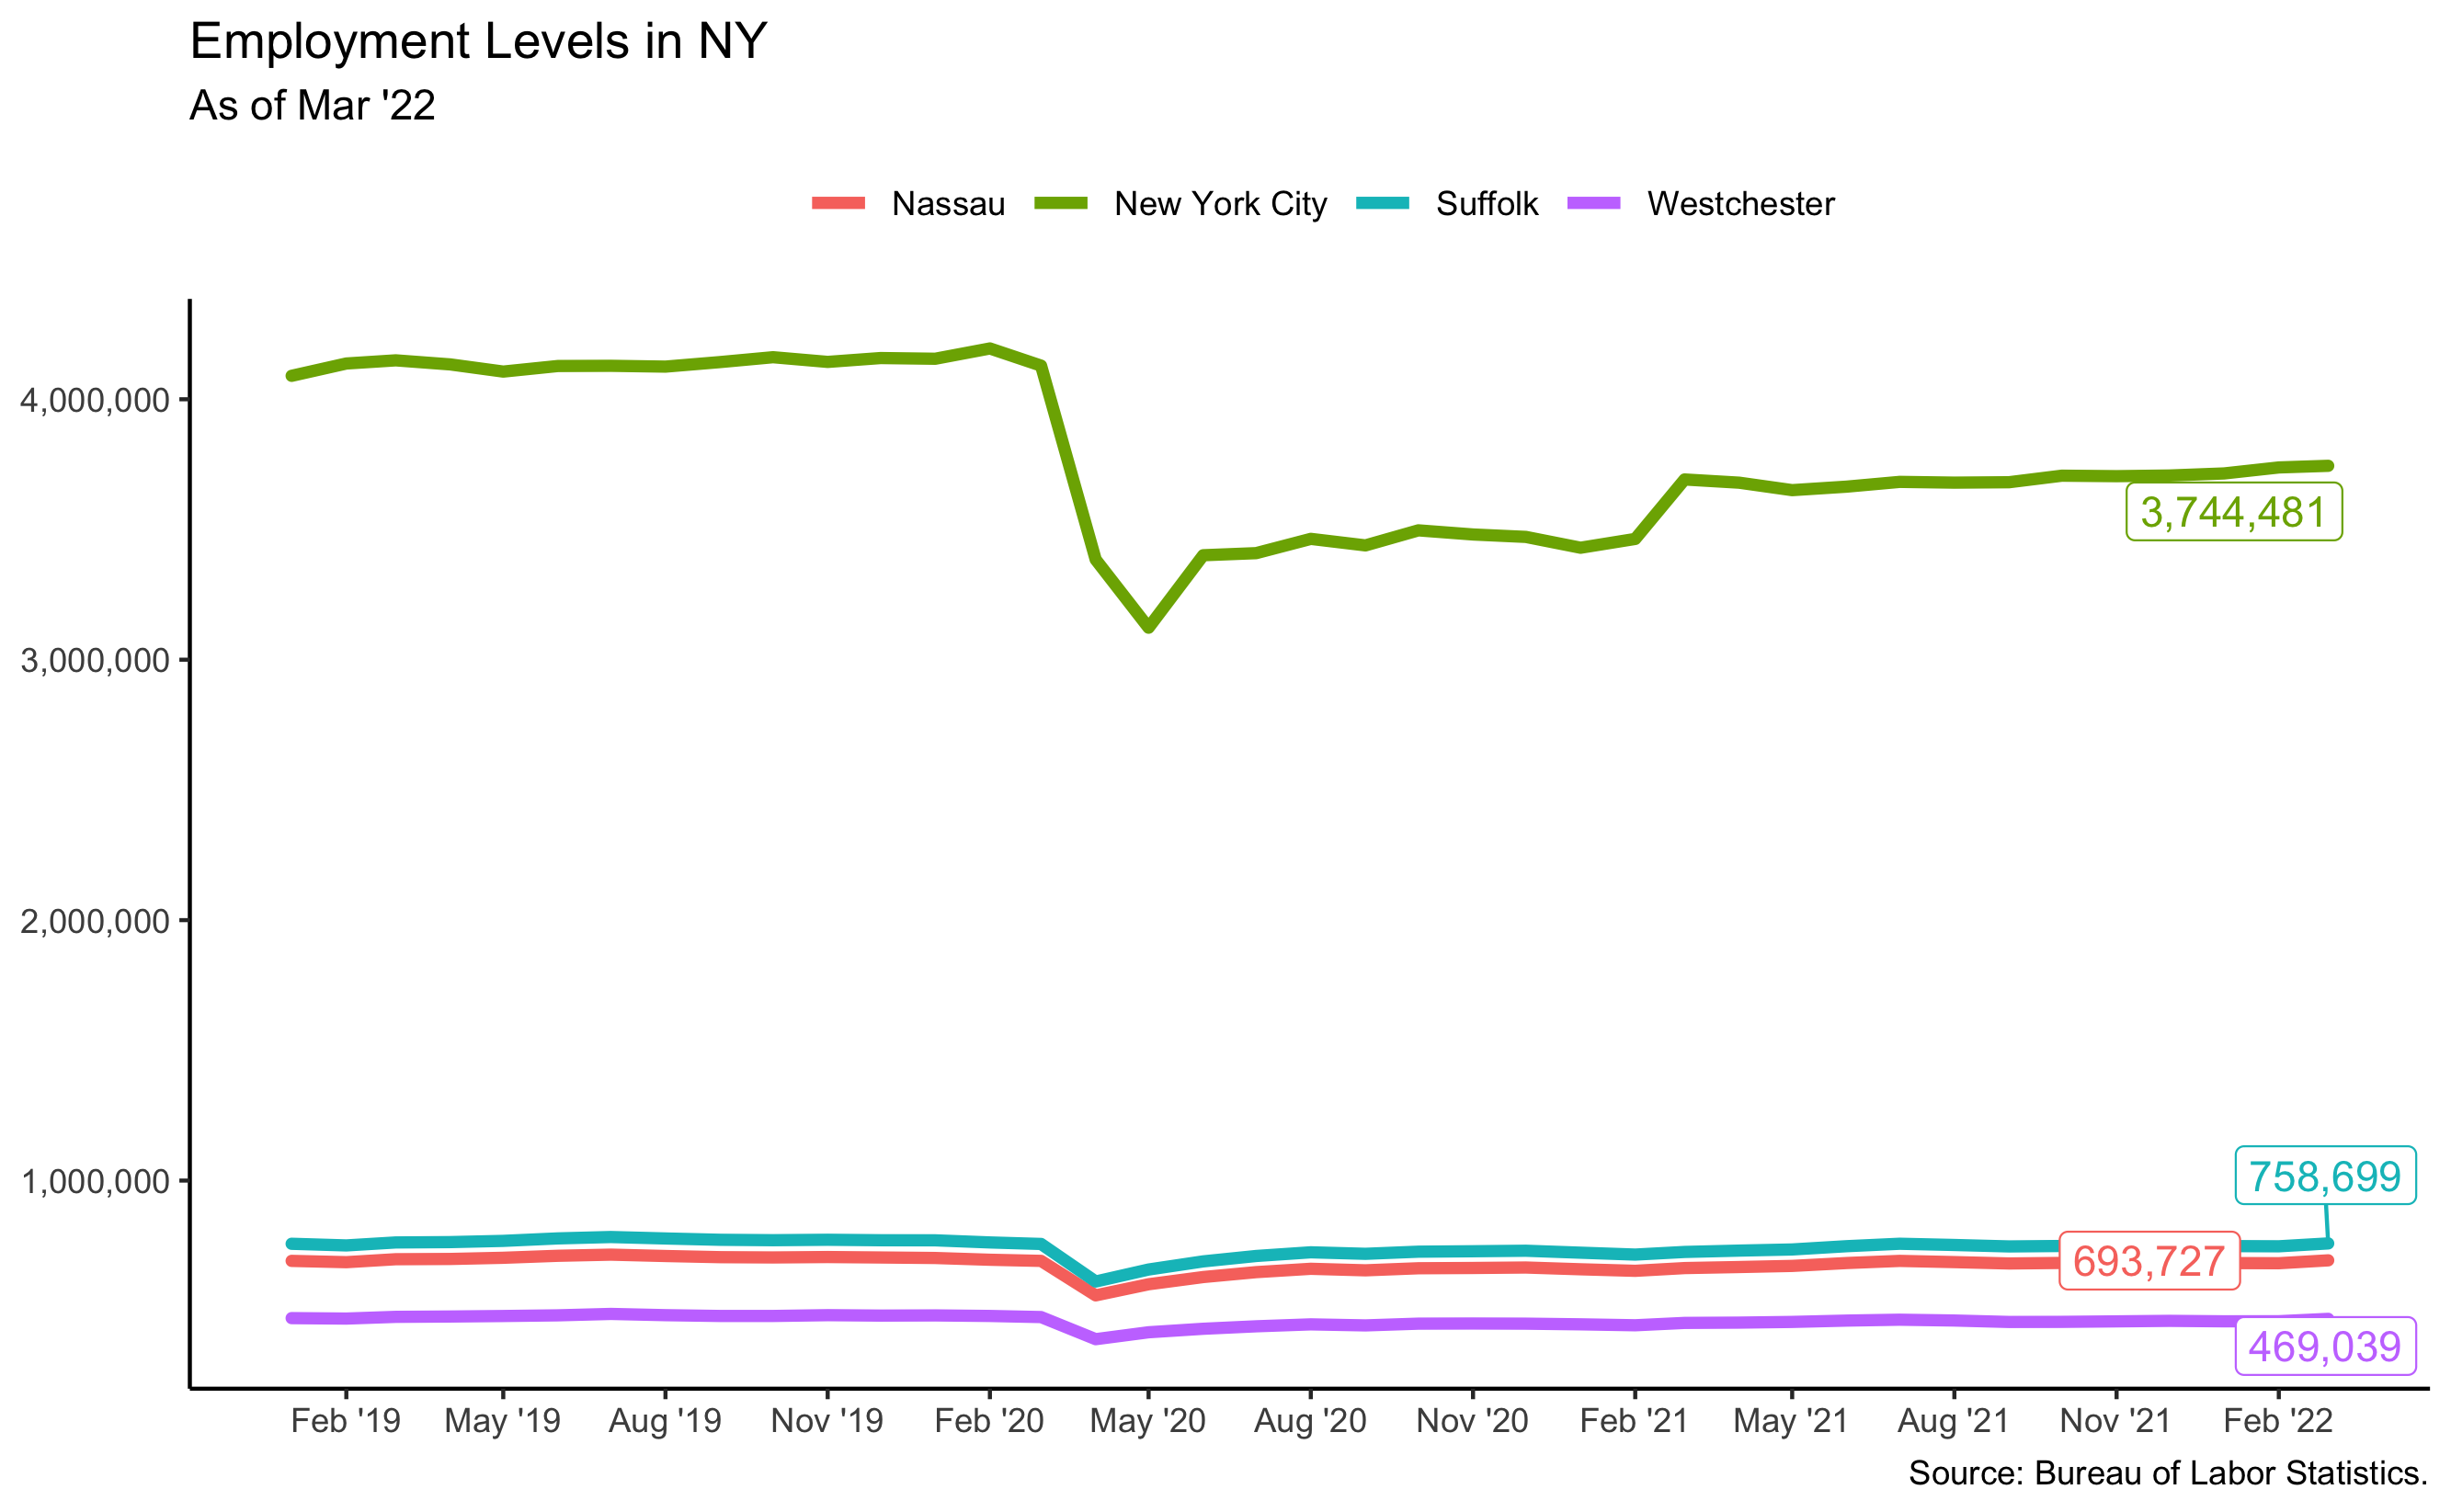 Employment Levels in NY
As of Mar '22
Nassau New York City Suffolk Westchester
4,000,000
3,000,000
2,000,000
1,000,000
3,744,481
758,699
693,727
469,039
Feb '19 May '19 Aug '19 Nov '19 Feb '20 May '20 Aug '20 Nov '20 Feb '21 May '21 Aug '21 Nov '21 Feb '22
Source: Bureau of Labor Statistics.